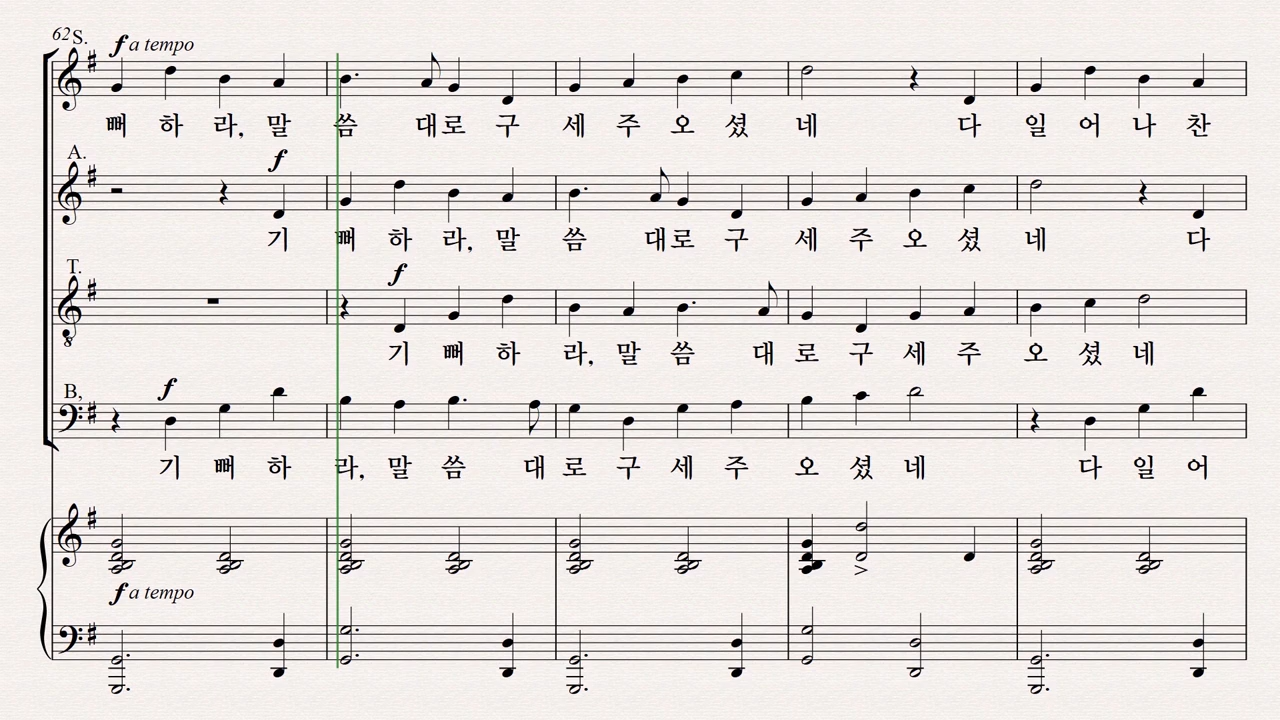 62 S. f a tempo
뻐 하 라, 말 씀 대 로 구 세 주 오 셨 네 다 일 어 나 찬
A. f
기 뻐 하 라, 말 씀 대 로 구 세 주 오 셨 네 다
T. f
기 뻐 하 라, 말 씀 대 로 구 세 주 오 셨 네
B, f
기 뻐 하 라, 말 씀 대 로 구 세 주 오 셨 네 다 일 어
f a tempo